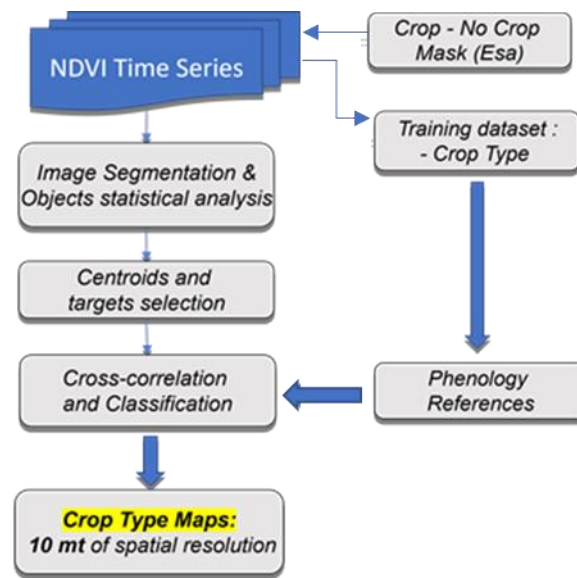 NDVI Time Series
Crop - No Crop
Mask (Esa)
Training dataset :
- Crop Type
Image Segmentation &
Objects statistical analysis
Centroids and
targets selection
Cross-correlation
and Classification
Phenology
References
Crop Type Maps:
10 mt of spatial resolution